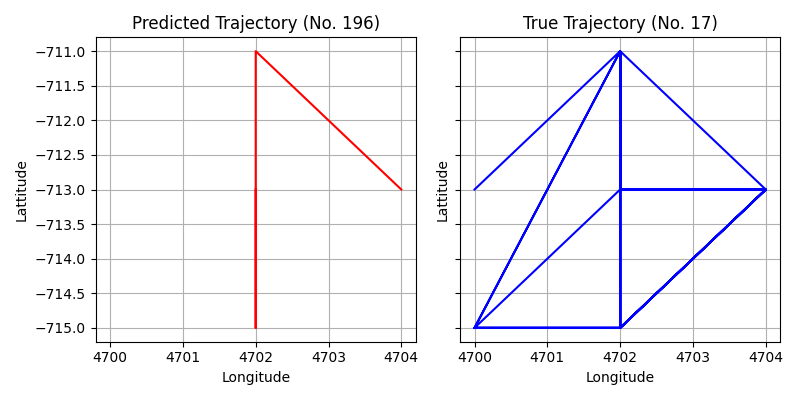 Predicted Trajectory (No. 196)
True Trajectory (No. 17)
Lattitude
−711.0
−711.5
−712.0
−712.5
−713.0
−713.5
−714.0
−714.5
−715.0
4700 4701 4702 4703 4704
Longitude
Lattitude
4700 4701 4702 4703 4704
Longitude